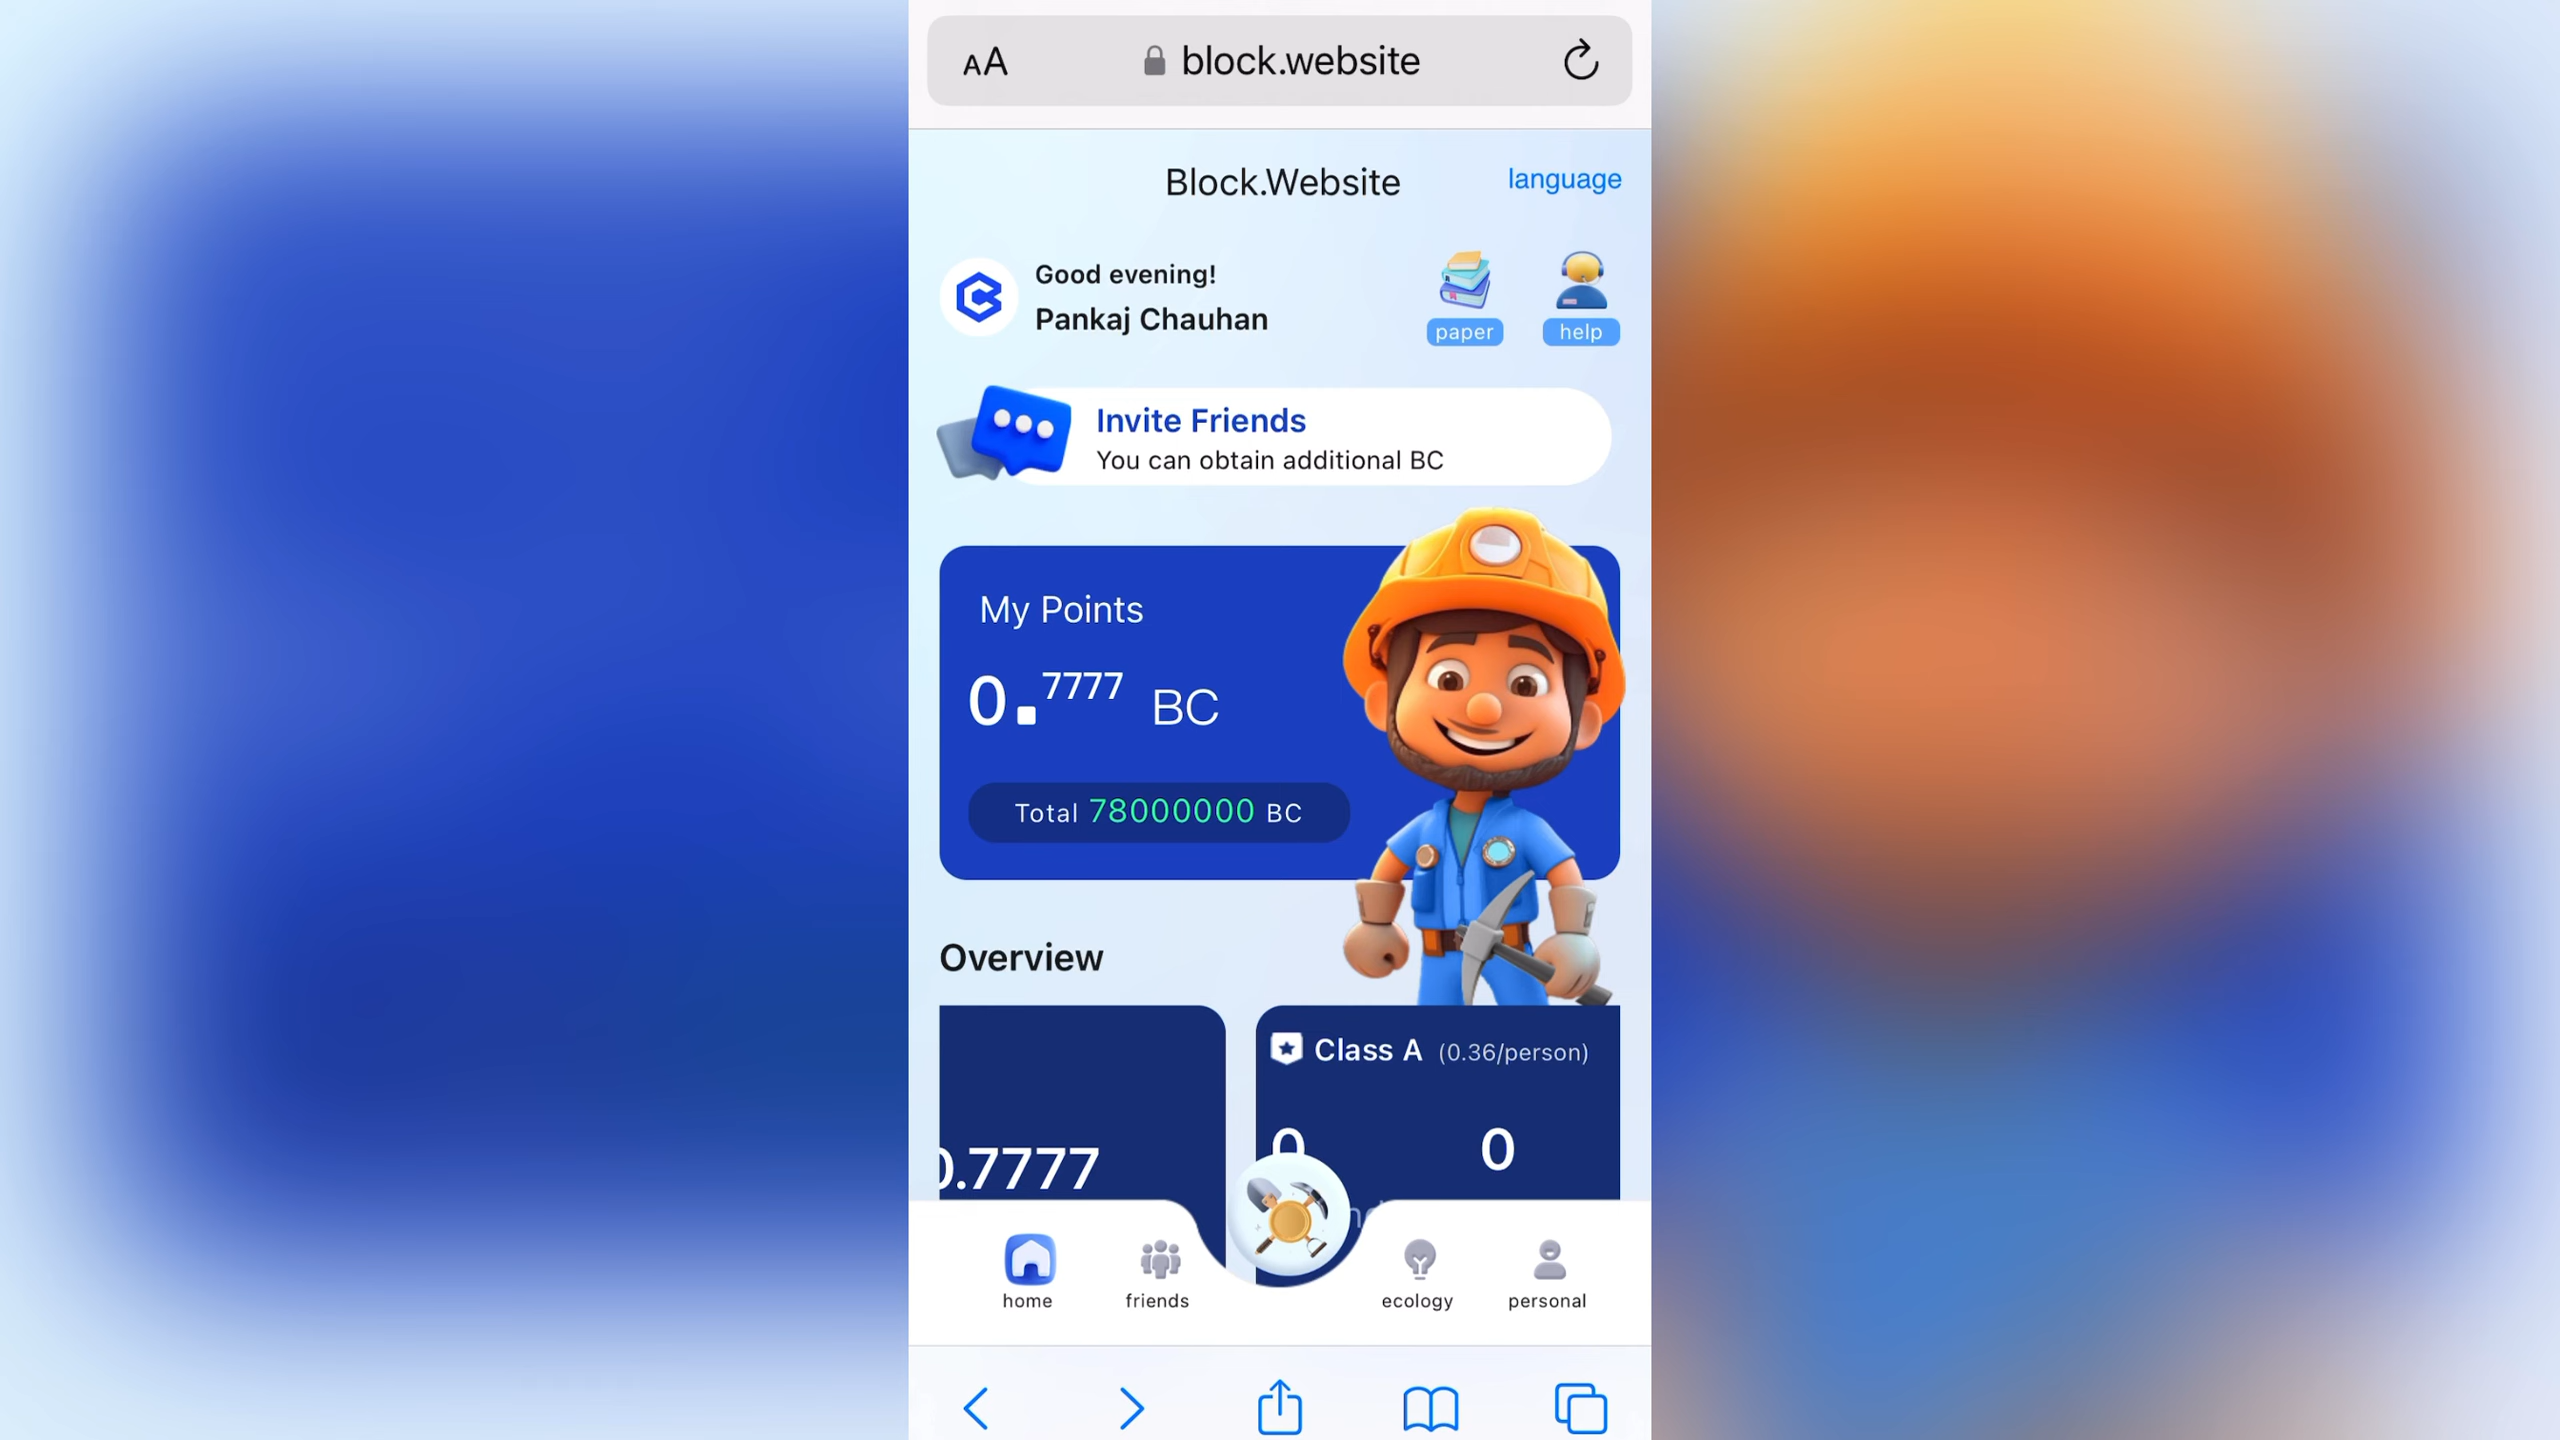 AA block.website
Block.Website
language
Good evening!
Pankaj Chauhan
paper
help
Invite Friends
You can obtain additional BC
My Points
0.7777 BC
Total 78000000 BC
Overview
0.7777
Class A (0.36/person)
0 0
home
friends
ecology
personal